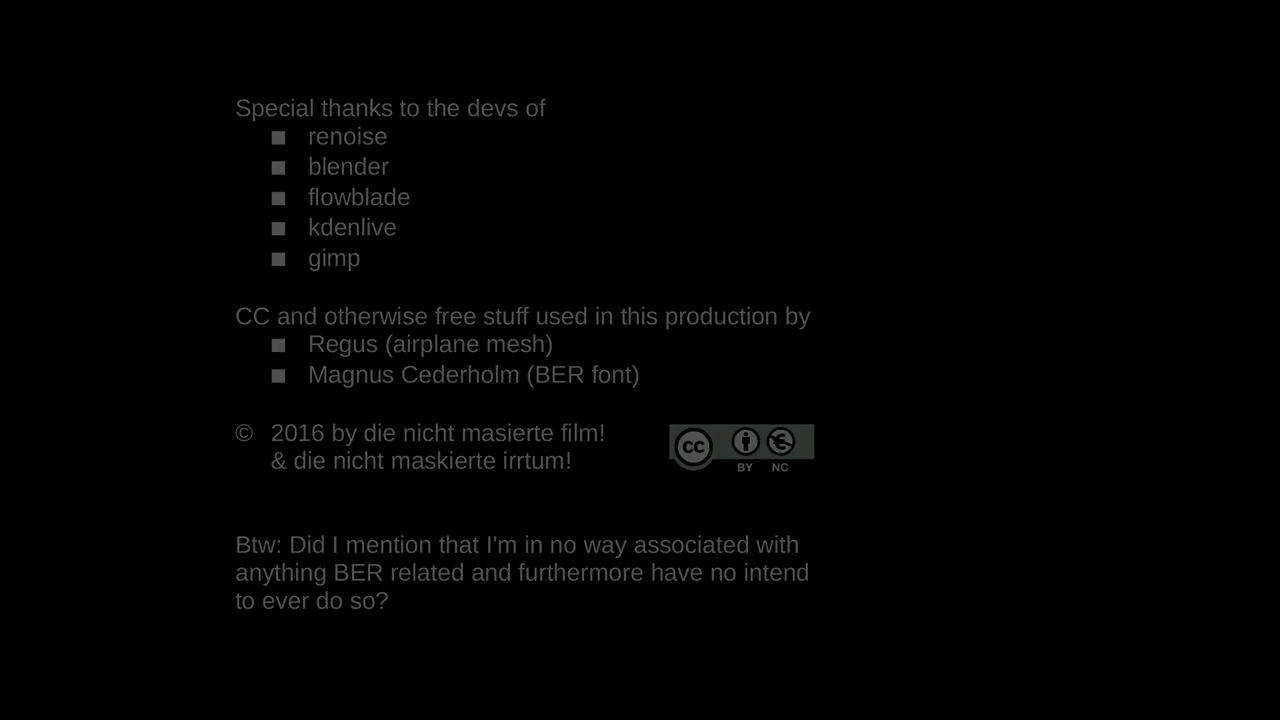 Special thanks to the devs of
■ renoise
■ blender
■ flowblade
■ kdenlive
■ gimp
CC and otherwise free stuff used in this production by
■ Regus (airplane mesh)
■ Magnus Cederholm (BER font)
© 2016 by die nicht masierte film!
& die nicht maskierte irrtum!
cc BY NC
Btw: Did I mention that I'm in no way associated with
anything BER related and furthermore have no intend
to ever do so?